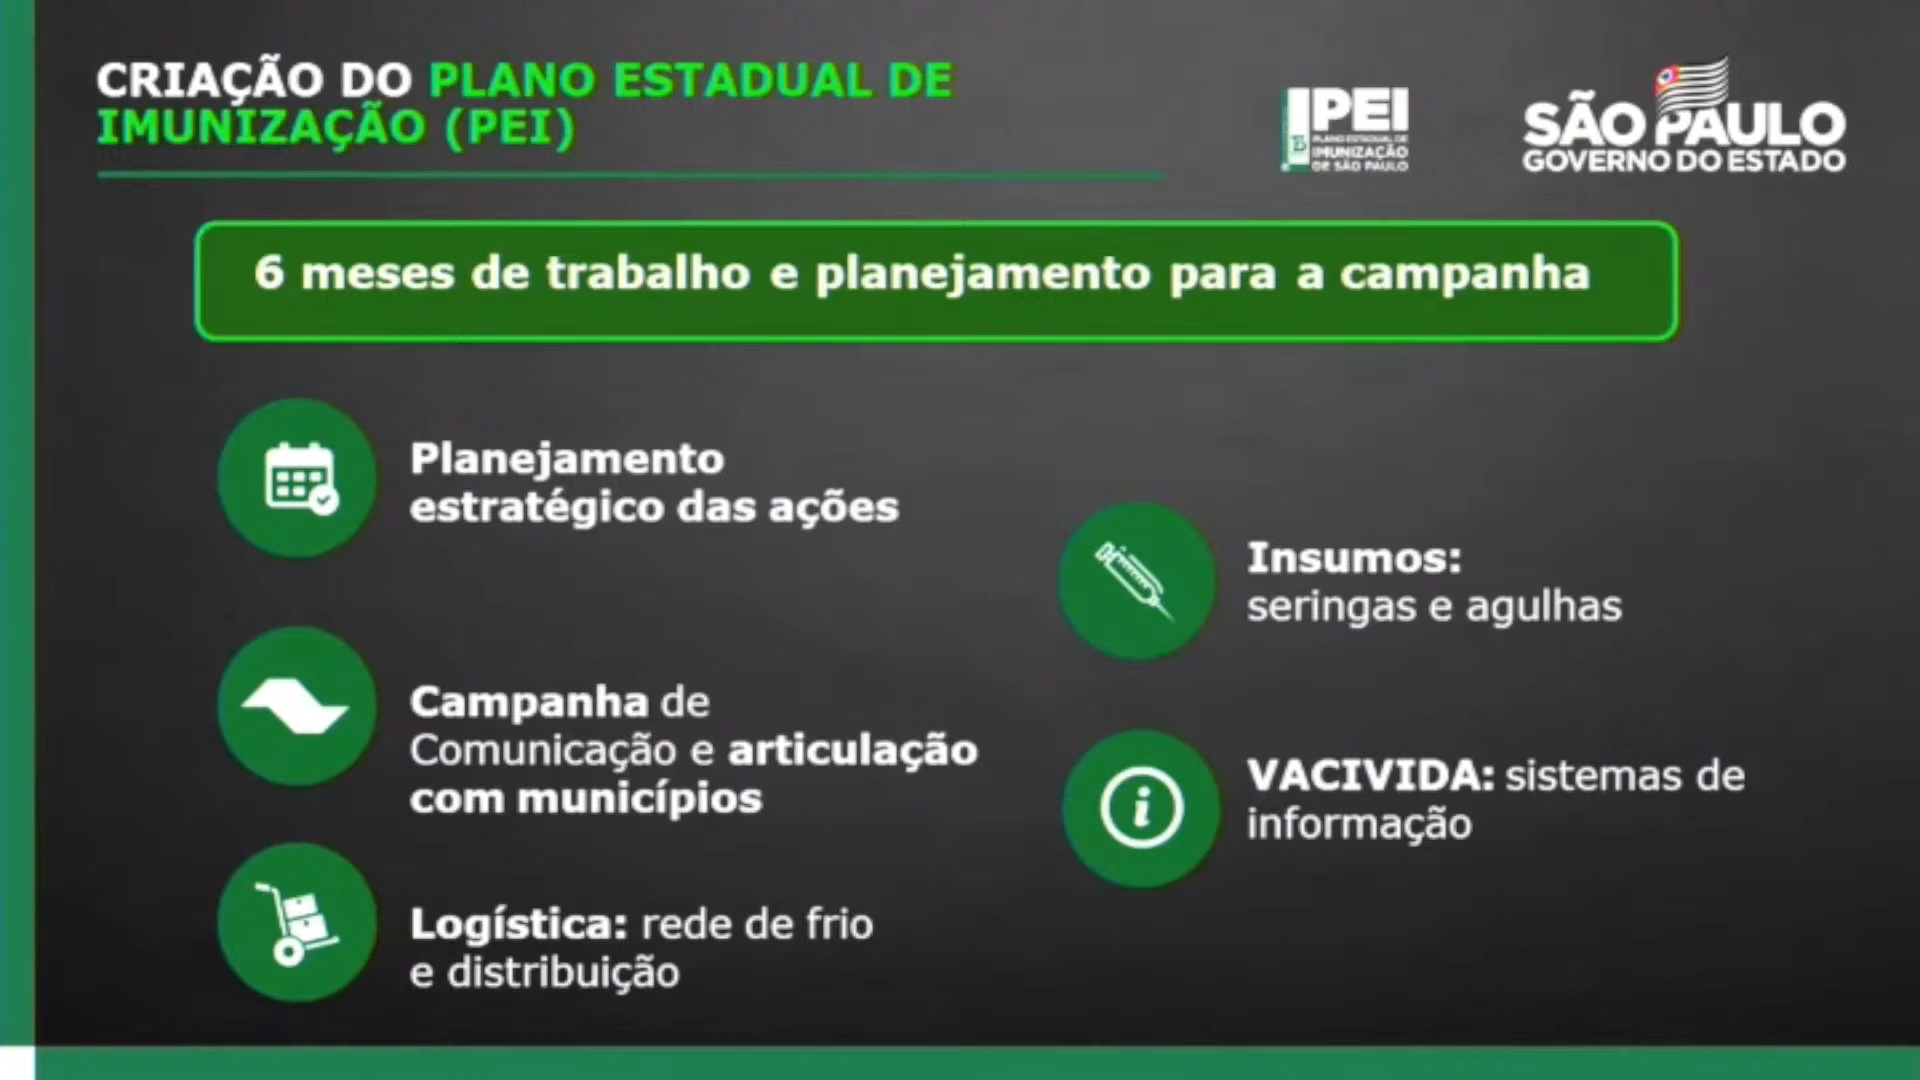 CRIAÇÃO DO PLANO ESTADUAL DE
IMUNIZAÇÃO (PEI)
PEI
PLANO ESTADUAL DE
IMUNIZAÇÃO
DE SÃO PAULO
SÃO PAULO
GOVERNO DO ESTADO
6 meses de trabalho e planejamento para a campanha
Planejamento
estratégico das ações
Campanha de
Comunicação e articulação
com municípios
Logística: rede de frio
e distribuição
Insumos:
seringas e agulhas
VACIVIDA: sistemas de
informação